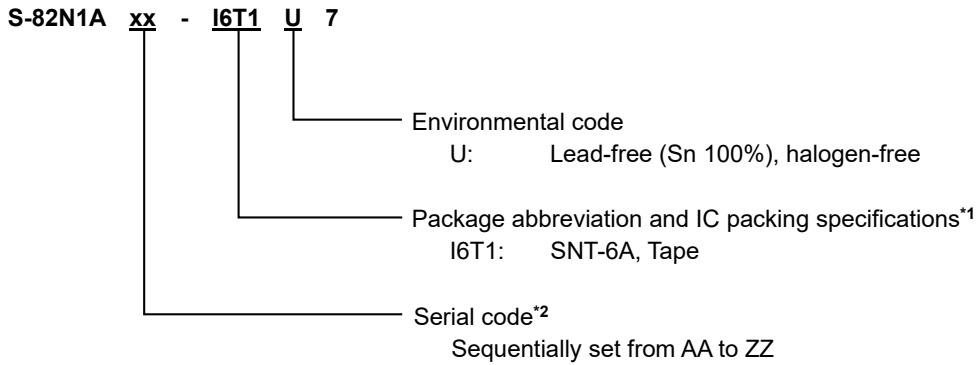 S-82N1A xx - I6T1 U 7
Environmental code
U: Lead-free (Sn 100%), halogen-free
Package abbreviation and IC packing specifications*1
I6T1: SNT-6A, Tape
Serial code*2
Sequentially set from AA to ZZ